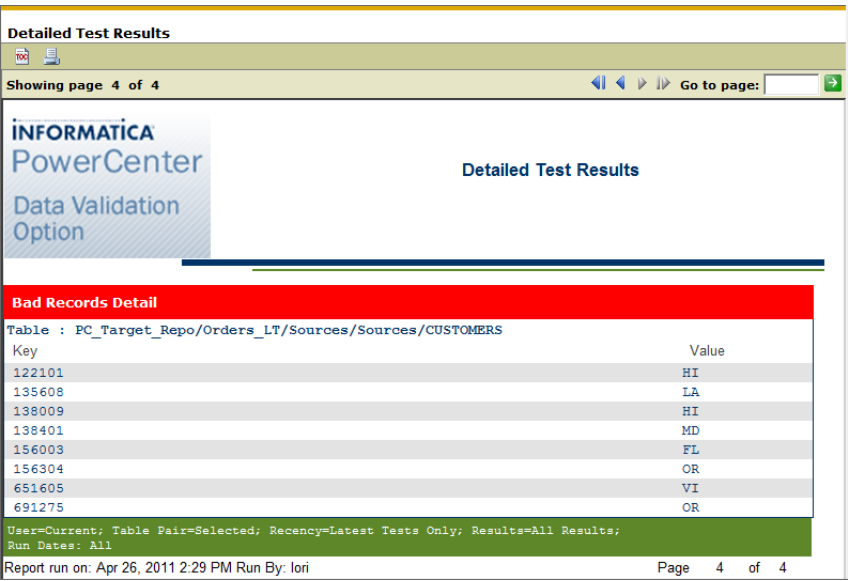 Detailed Test Results
TOC
Showing page 4 of 4 Go to page:
INFORMATICA
PowerCenter
Data Validation
Option
Detailed Test Results
Bad Records Detail
Table : PC_Target_Repo/Orders_LT/Sources/Sources/CUSTOMERS
Key Value
122101 HI
135608 LA
138009 HI
138401 MD
156003 FL
156304 OR
651605 VI
691275 OR
User=Current; Table Pair=Selected; Recency=Latest Tests Only; Results=All Results;
Run Dates: All
Report run on: Apr 26, 2011 2:29 PM Run By: lori Page 4 of 4